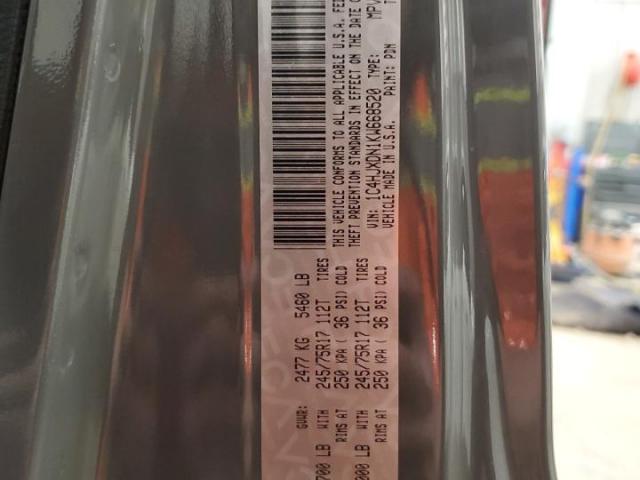 GVWR: 2477 KG 5460 LB
700 LB WITH 245/75R17 112T TIRES
RIMS AT 250 KPA ( 36 PSI) COLD
000 LB WITH 245/75R17 112T TIRES
RIMS AT 250 KPA ( 36 PSI) COLD
THIS VEHICLE CONFORMS TO ALL APPLICABLE U.S.A. FED
THEFT PREVENTION STANDARDS IN EFFECT ON THE DATE O
VIN: 1C4HJXDN1KW668520 TYPE: MPV
VEHICLE MADE IN U.S.A. PAINT: PDN